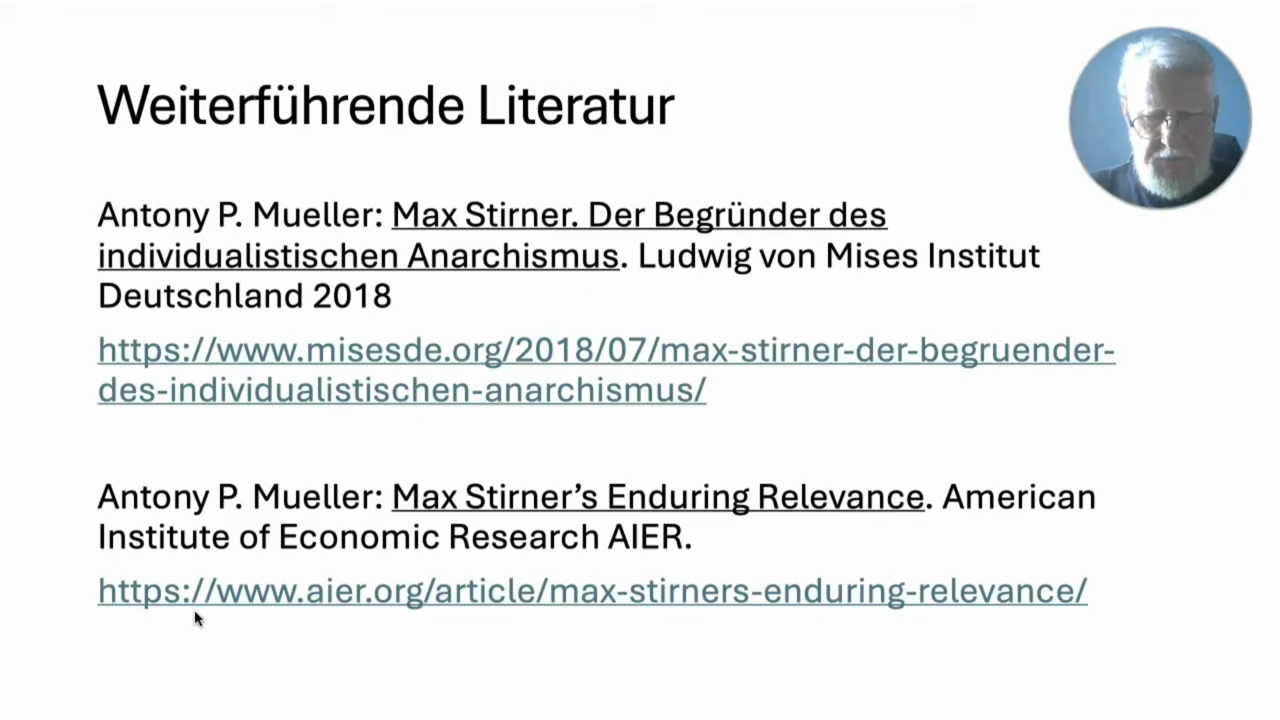 Weiterführende Literatur
Antony P. Mueller: Max Stirner. Der Begründer des
individualistischen Anarchismus. Ludwig von Mises Institut
Deutschland 2018
https://www.misesde.org/2018/07/max-stirner-der-begruender-
des-individualistischen-anarchismus/
Antony P. Mueller: Max Stirner’s Enduring Relevance. American
Institute of Economic Research AIER.
https://www.aier.org/article/max-stirners-enduring-relevance/